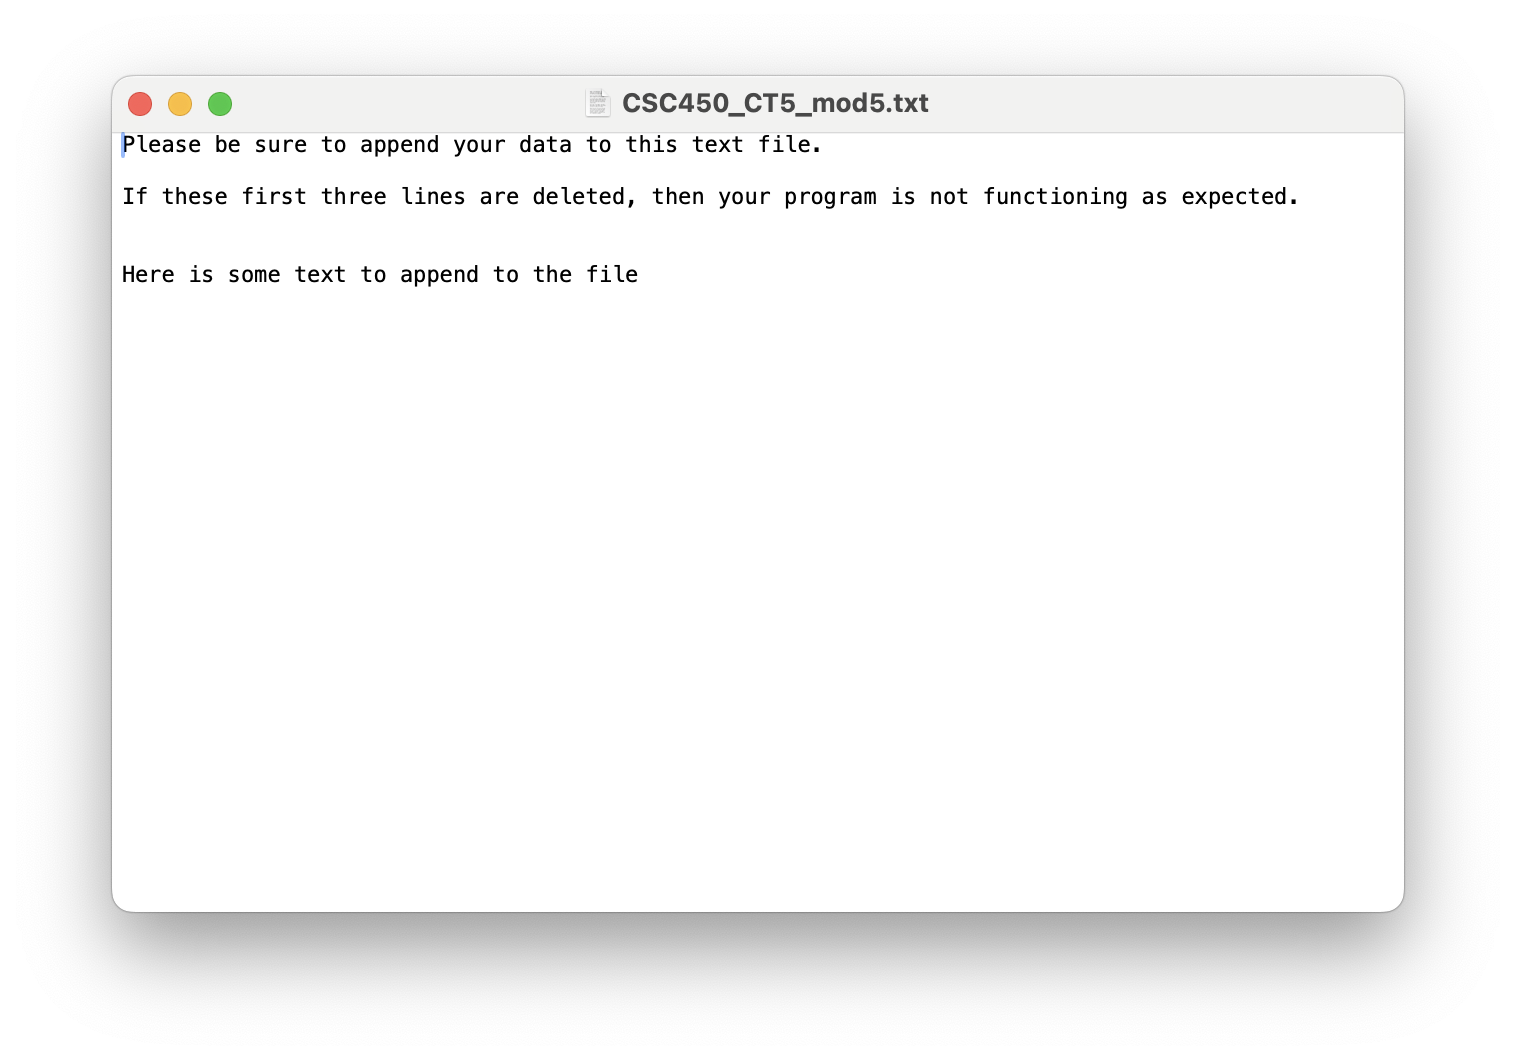 CSC450_CT5_mod5.txt
Please be sure to append your data to this text file.
If these first three lines are deleted, then your program is not functioning as expected.
Here is some text to append to the file